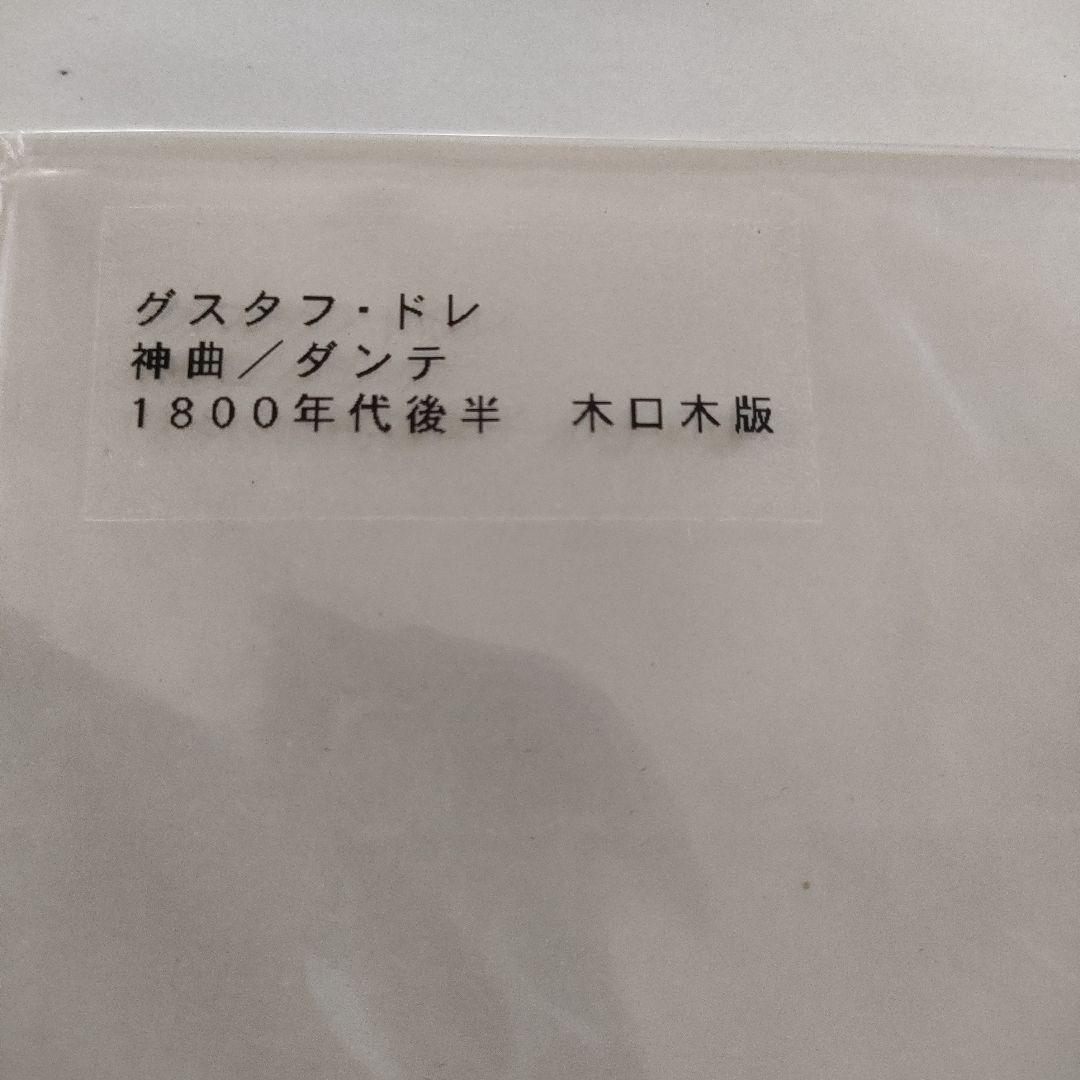 グスタフ・ドレ
神曲／ダンテ
1800年代後半　木口木版